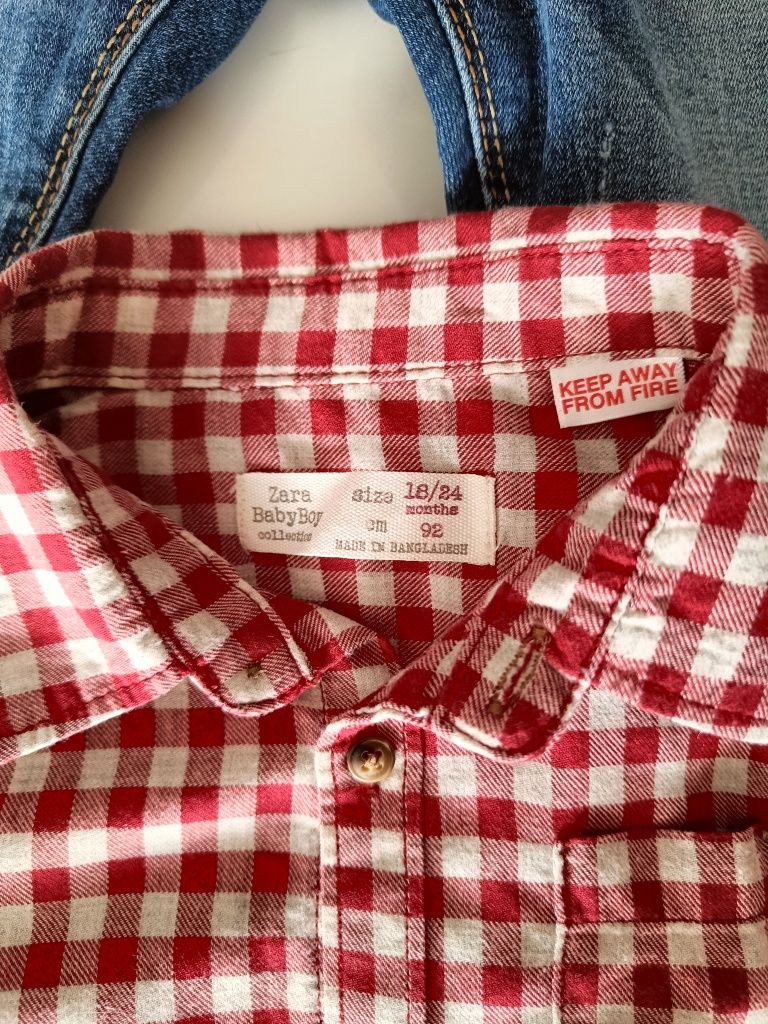 KEEP AWAY
FROM FIRE
Zara
BabyBoy
collection
size 18/24
months
cm 92
MADE IN BANGLADESH